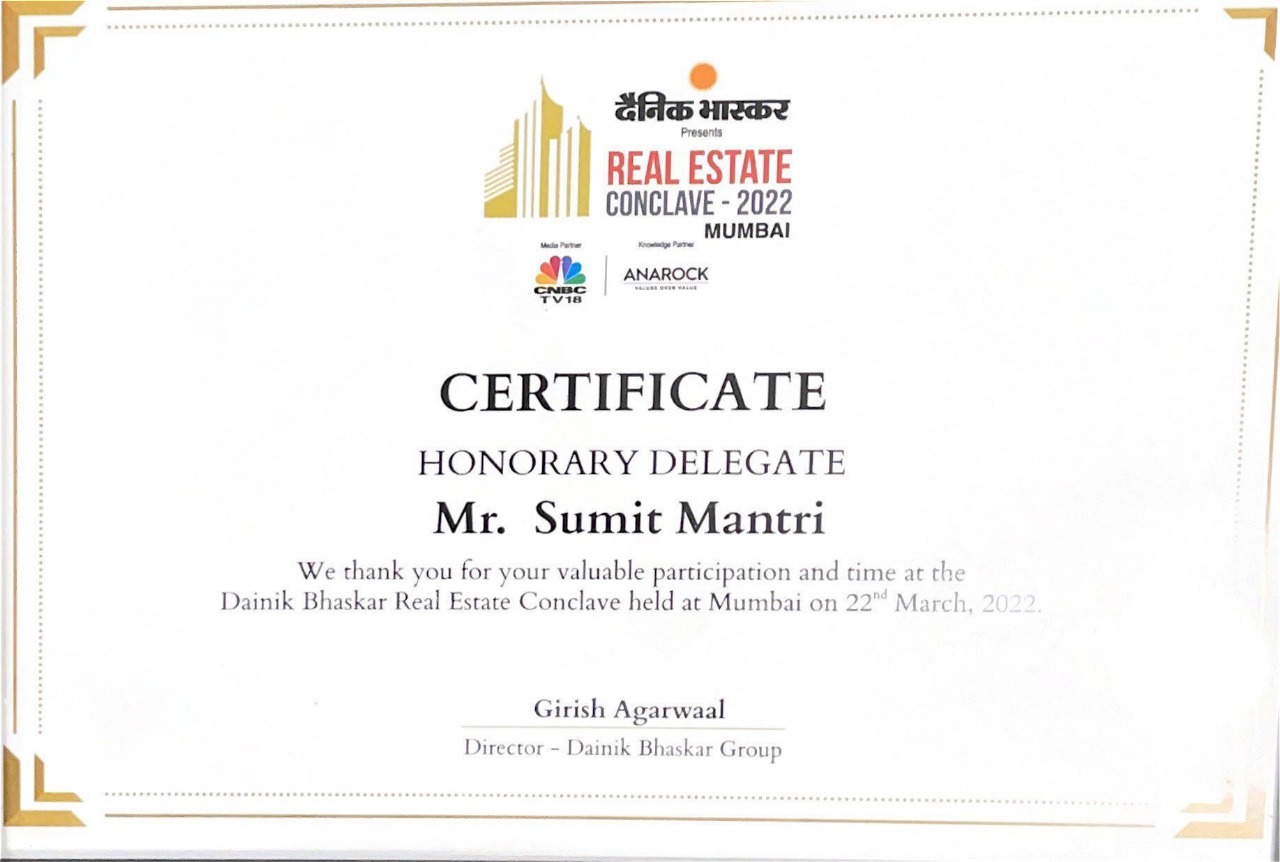 दैनिक भास्कर
Presents
REAL ESTATE
CONCLAVE - 2022
MUMBAI
Media Partner
Knowledge Partner
CNBC
TV18
ANAROCK
VALUES OVER VALUE
CERTIFICATE
HONORARY DELEGATE
Mr. Sumit Mantri
We thank you for your valuable participation and time at the
Dainik Bhaskar Real Estate Conclave held at Mumbai on 22nd March, 2022.
Girish Agarwaal
Director – Dainik Bhaskar Group